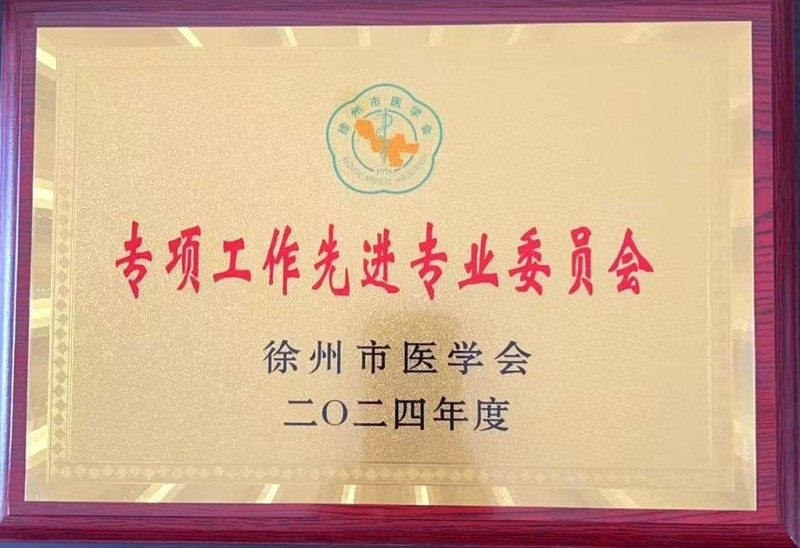 徐州市医学会
专项工作先进专业委员会
徐州市医学会
二〇二四年度